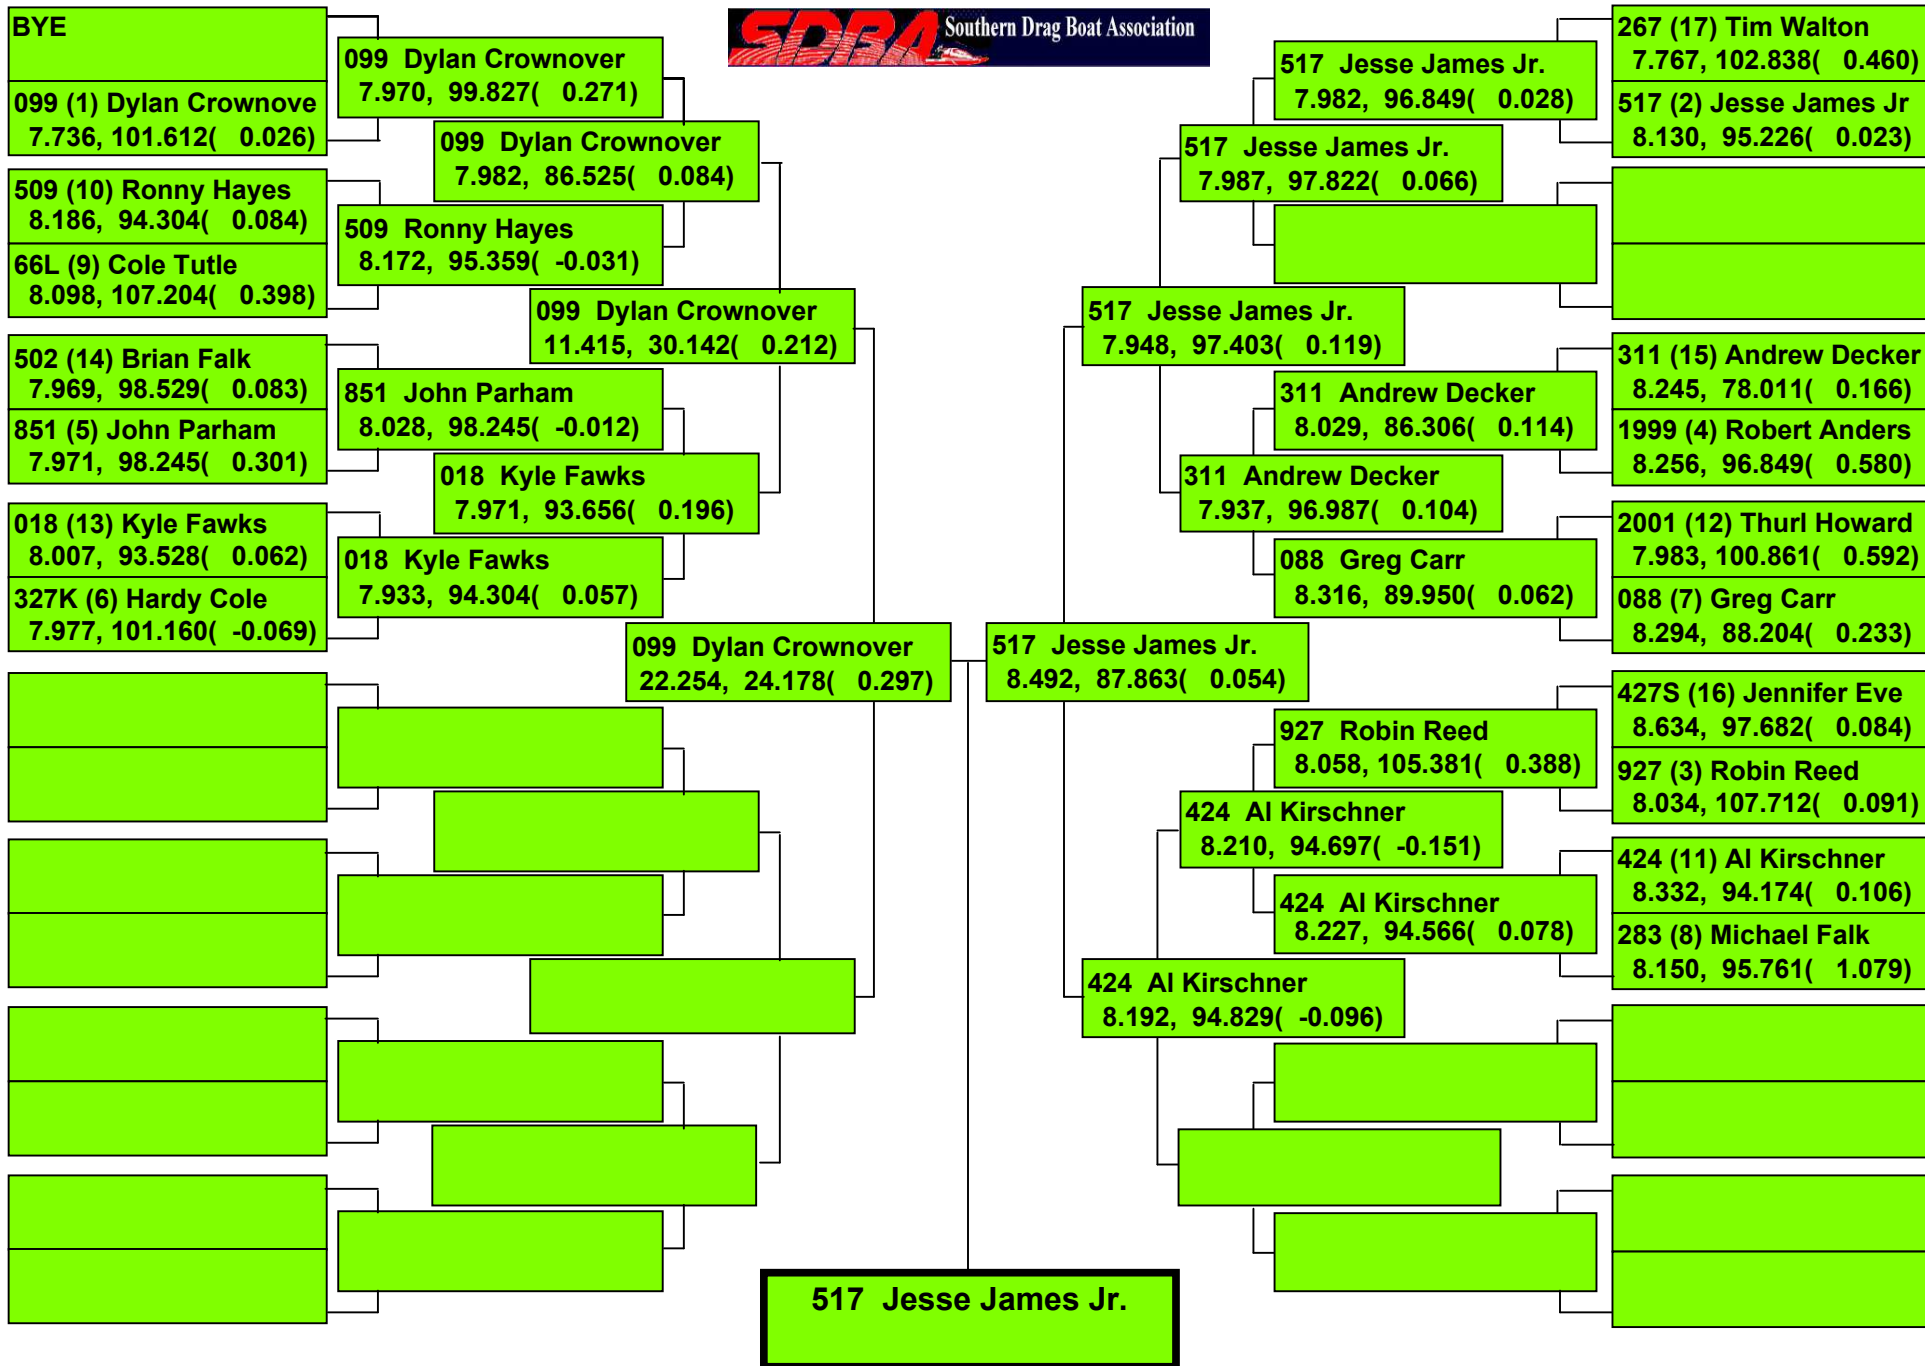 SDBA Southern Drag Boat Association
BYE
099 (1) Dylan Crownove
7.736, 101.612( 0.026)
509 (10) Ronny Hayes
8.186, 94.304( 0.084)
66L (9) Cole Tutle
8.098, 107.204( 0.398)
502 (14) Brian Falk
7.969, 98.529( 0.083)
851 (5) John Parham
7.971, 98.245( 0.301)
018 (13) Kyle Fawks
8.007, 93.528( 0.062)
327K (6) Hardy Cole
7.977, 101.160( -0.069)
099 Dylan Crownover
7.970, 99.827( 0.271)
509 Ronny Hayes
8.172, 95.359( -0.031)
851 John Parham
8.028, 98.245( -0.012)
018 Kyle Fawks
7.933, 94.304( 0.057)
099 Dylan Crownover
7.982, 86.525( 0.084)
018 Kyle Fawks
7.971, 93.656( 0.196)
099 Dylan Crownover
11.415, 30.142( 0.212)
099 Dylan Crownover
22.254, 24.178( 0.297)
517 Jesse James Jr.
8.492, 87.863( 0.054)
517 Jesse James Jr.
7.948, 97.403( 0.119)
424 Al Kirschner
8.192, 94.829( -0.096)
517 Jesse James Jr.
7.987, 97.822( 0.066)
311 Andrew Decker
7.937, 96.987( 0.104)
424 Al Kirschner
8.210, 94.697( -0.151)
517 Jesse James Jr.
7.982, 96.849( 0.028)
311 Andrew Decker
8.029, 86.306( 0.114)
088 Greg Carr
8.316, 89.950( 0.062)
927 Robin Reed
8.058, 105.381( 0.388)
424 Al Kirschner
8.227, 94.566( 0.078)
267 (17) Tim Walton
7.767, 102.838( 0.460)
517 (2) Jesse James Jr
8.130, 95.226( 0.023)
311 (15) Andrew Decker
8.245, 78.011( 0.166)
1999 (4) Robert Anders
8.256, 96.849( 0.580)
2001 (12) Thurl Howard
7.983, 100.861( 0.592)
088 (7) Greg Carr
8.294, 88.204( 0.233)
427S (16) Jennifer Eve
8.634, 97.682( 0.084)
927 (3) Robin Reed
8.034, 107.712( 0.091)
424 (11) Al Kirschner
8.332, 94.174( 0.106)
283 (8) Michael Falk
8.150, 95.761( 1.079)
517 Jesse James Jr.